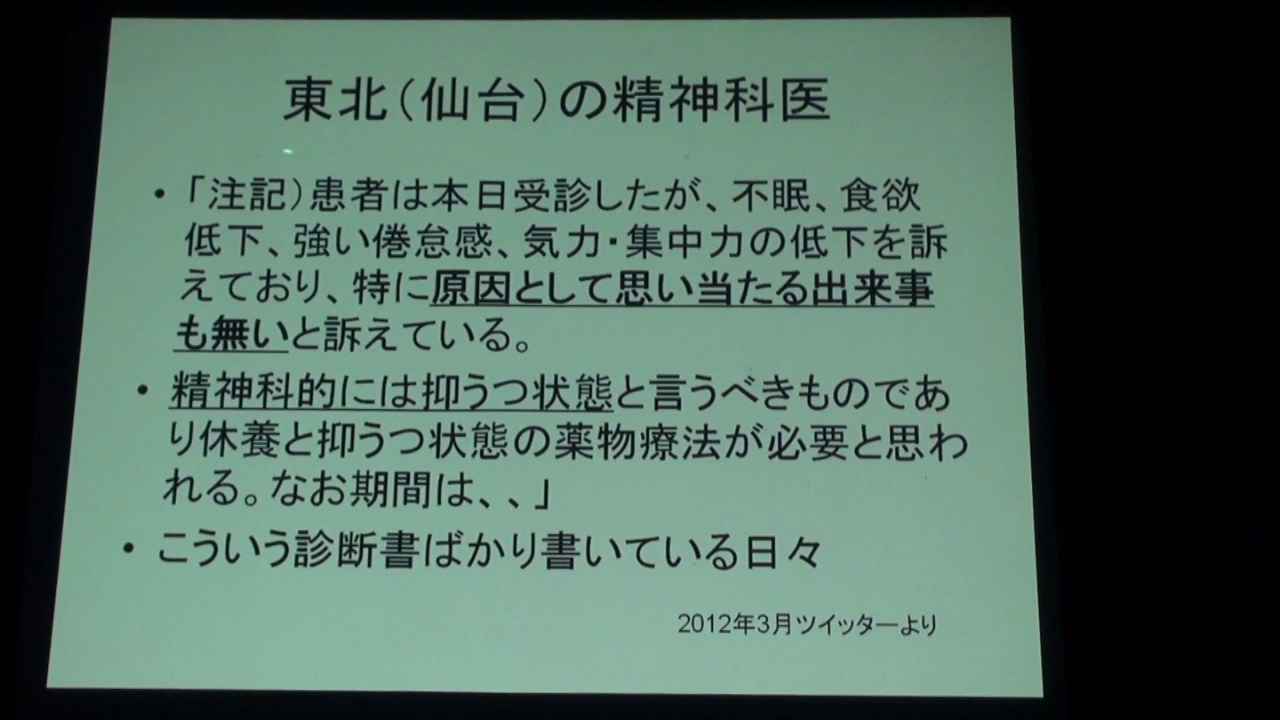 東北（仙台）の精神科医
・「注記）患者は本日受診したが、不眠、食欲
低下、強い倦怠感、気力・集中力の低下を訴
えており、特に原因として思い当たる出来事
も無いと訴えている。
・精神科的には抑うつ状態と言うべきものであ
り休養と抑うつ状態の薬物療法が必要と思わ
れる。なお期間は、、」
・こういう診断書ばかり書いている日々
2012年3月ツイッターより